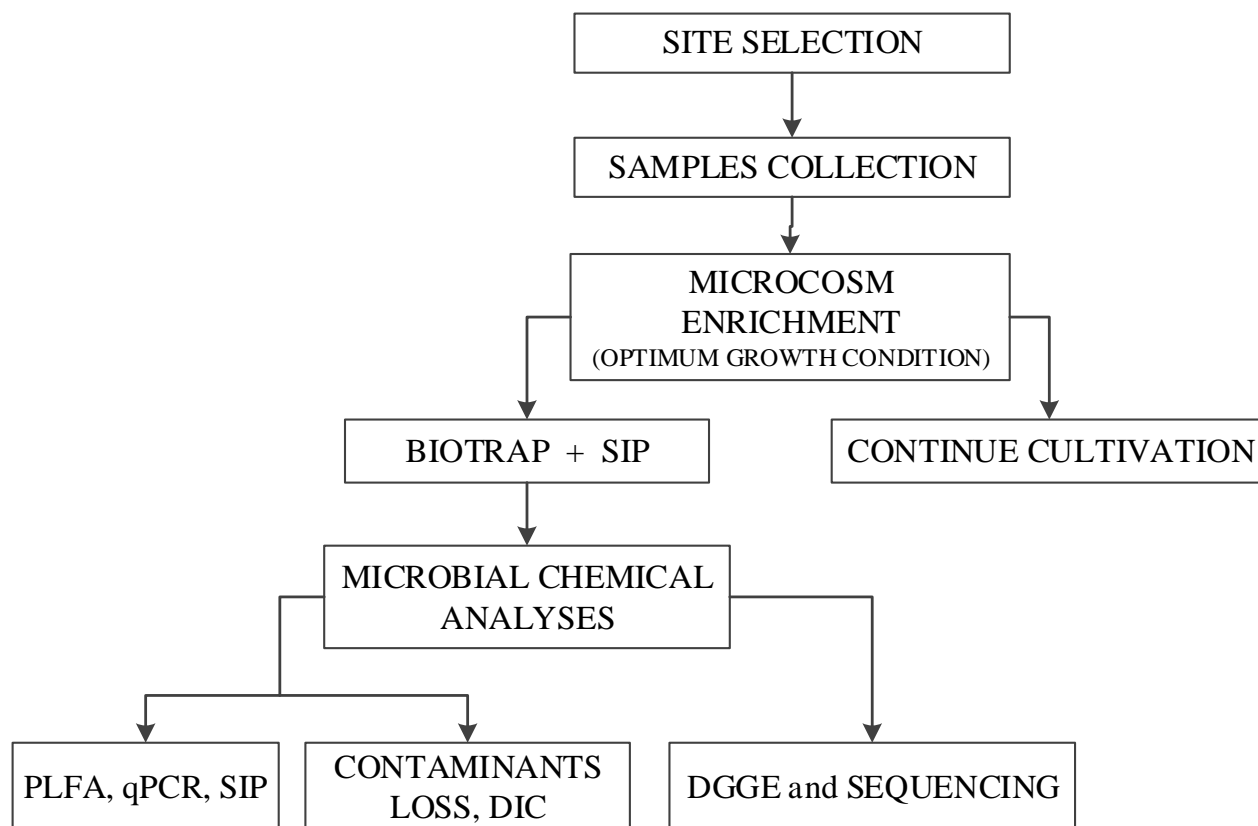 SITE SELECTION
SAMPLES COLLECTION
MICROCOSM
ENRICHMENT
(OPTIMUM GROWTH CONDITION)
BIOTRAP + SIP
CONTINUE CULTIVATION
MICROBIAL CHEMICAL
ANALYSES
PLFA, qPCR, SIP
CONTAMINANTS
LOSS, DIC
DGGE and SEQUENCING